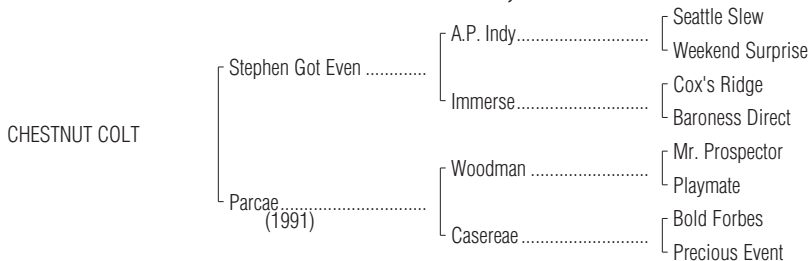 Seattle Slew
A.P. Indy
Weekend Surprise
Stephen Got Even
Cox's Ridge
Immerse
Baroness Direct
CHESTNUT COLT
Mr. Prospector
Woodman
Playmate
Parcae
(1991)
Bold Forbes
Casereae
Precious Event